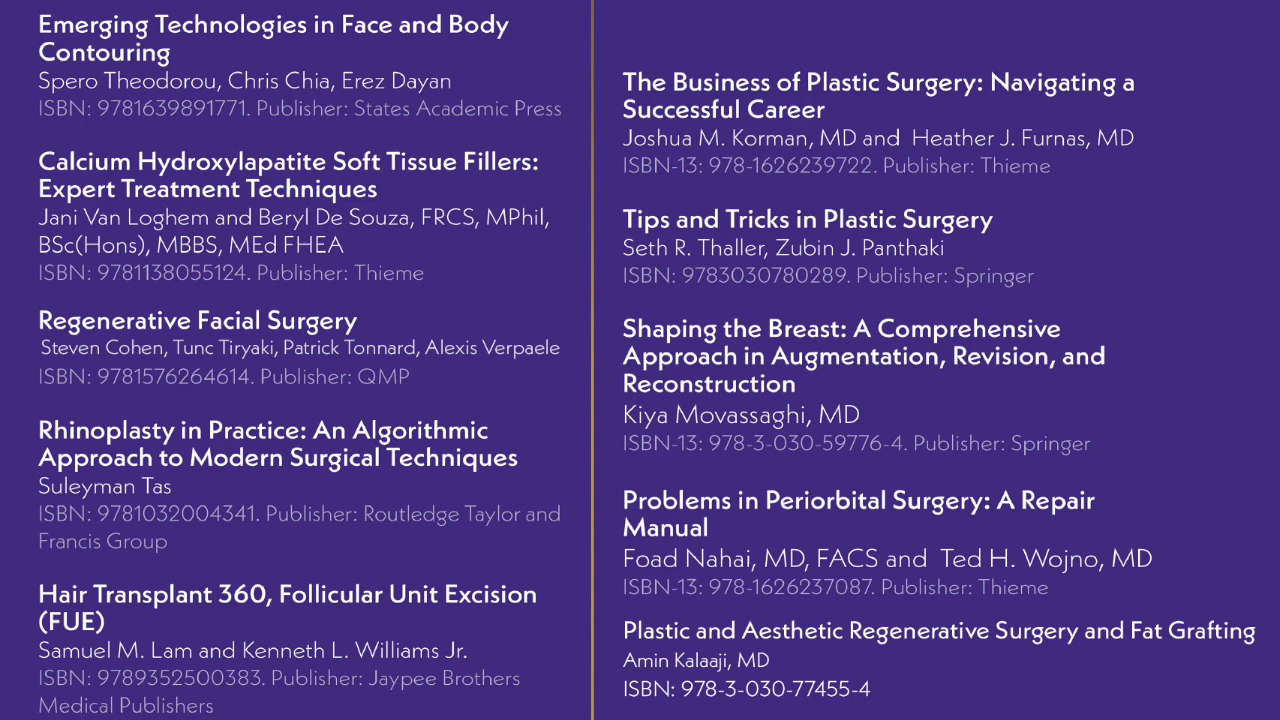 Emerging Technologies in Face and Body
Contouring
Spero Theodorou, Chris Chia, Erez Dayan
ISBN: 9781639891771. Publisher: States Academic Press
Calcium Hydroxylapatite Soft Tissue Fillers:
Expert Treatment Techniques
Jani Van Loghem and Beryl De Souza, FRCS, MPhil,
BSc(Hons), MBBS, MEd FHEA
ISBN: 9781138055124. Publisher: Thieme
Regenerative Facial Surgery
Steven Cohen, Tunc Tiryaki, Patrick Tonnard, Alexis Verpaele
ISBN: 9781576264614. Publisher: QMP
Rhinoplasty in Practice: An Algorithmic
Approach to Modern Surgical Techniques
Suleyman Tas
ISBN: 9781032004341. Publisher: Routledge Taylor and
Francis Group
Hair Transplant 360, Follicular Unit Excision
(FUE)
Samuel M. Lam and Kenneth L. Williams Jr.
ISBN: 9789352500383. Publisher: Jaypee Brothers
Medical Publishers
The Business of Plastic Surgery: Navigating a
Successful Career
Joshua M. Korman, MD and Heather J. Furnas, MD
ISBN-13: 978-1626239722. Publisher: Thieme
Tips and Tricks in Plastic Surgery
Seth R. Thaller, Zubin J. Panthaki
ISBN: 9783030780289. Publisher: Springer
Shaping the Breast: A Comprehensive
Approach in Augmentation, Revision, and
Reconstruction
Kiya Movassaghi, MD
ISBN-13: 978-3-030-59776-4. Publisher: Springer
Problems in Periorbital Surgery: A Repair
Manual
Foad Nahai, MD, FACS and Ted H. Wojno, MD
ISBN-13: 978-1626237087. Publisher: Thieme
Plastic and Aesthetic Regenerative Surgery and Fat Grafting
Amin Kalaaji, MD
ISBN: 978-3-030-77455-4